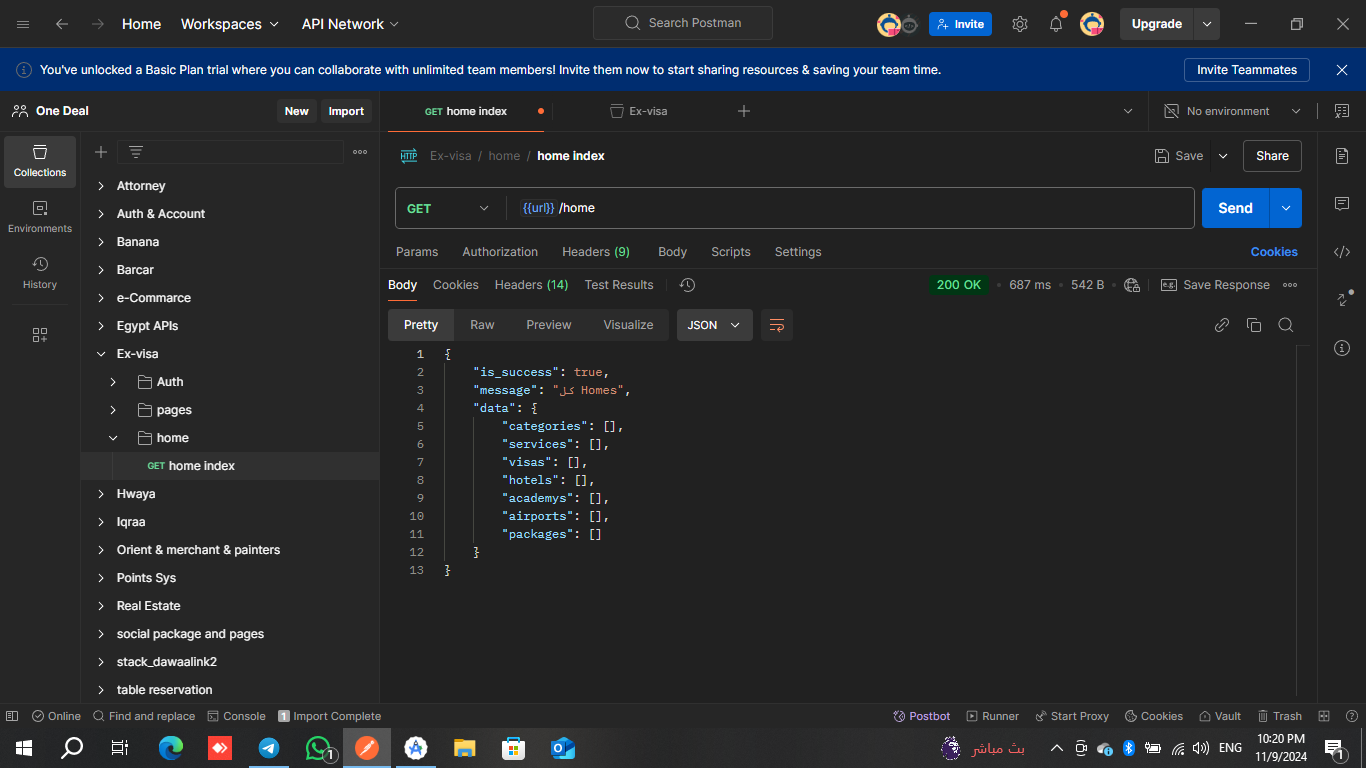 Home Workspaces API Network Search Postman Invite Upgrade
You've unlocked a Basic Plan trial where you can collaborate with unlimited team members! Invite them now to start sharing resources & saving your team time. Invite Teammates
One Deal New Import GET home index Ex-visa No environment
Collections
Environments
History
Attorney
Auth & Account
Banana
Barcar
e-Commarce
Egypt APIs
Ex-visa
Auth
pages
home
GET home index
Hwaya
Iqraa
Orient & merchant & painters
Points Sys
Real Estate
social package and pages
stack_dawaalink2
table reservation
HTTP Ex-visa / home / home index Save Share
GET {{url}} /home Send
Params Authorization Headers (9) Body Scripts Settings Cookies
Body Cookies Headers (14) Test Results 200 OK 687 ms 542 B e.g. Save Response
Pretty Raw Preview Visualize JSON
1 {
2 "is_success": true,
3 "message": "كل Homes",
4 "data": {
5 "categories": [],
6 "services": [],
7 "visas": [],
8 "hotels": [],
9 "academys": [],
10 "airports": [],
11 "packages": []
12 }
13 }
Online Find and replace Console 1 Import Complete Postbot Runner Start Proxy Cookies Vault Trash
1 بث مباشر ENG 10:20 PM 1
11/9/2024